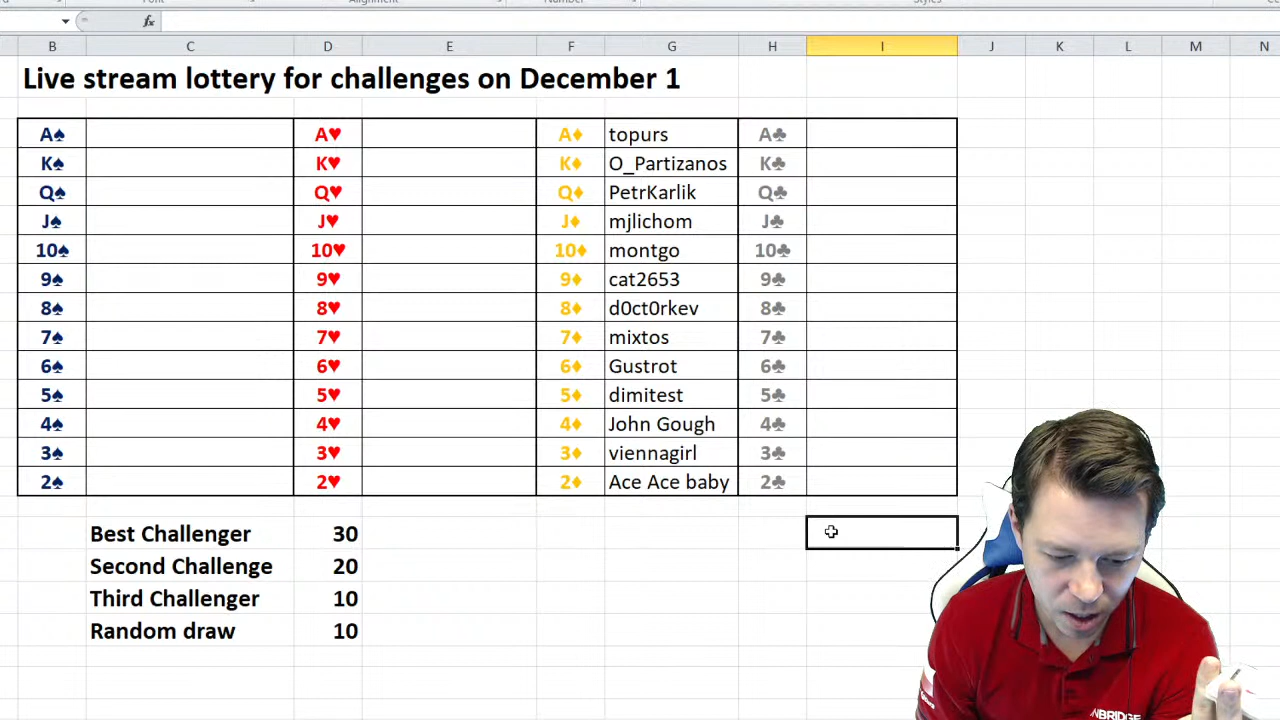 fx
B C D E F G H I J K L M N
Live stream lottery for challenges on December 1
A♠ A♥ A♦ topurs A♣
K♠ K♥ K♦ O_Partizanos K♣
Q♠ Q♥ Q♦ PetrKarlik Q♣
J♠ J♥ J♦ mjlichom J♣
10♠ 10♥ 10♦ montgo 10♣
9♠ 9♥ 9♦ cat2653 9♣
8♠ 8♥ 8♦ d0ct0rkev 8♣
7♠ 7♥ 7♦ mixtos 7♣
6♠ 6♥ 6♦ Gustrot 6♣
5♠ 5♥ 5♦ dimitest 5♣
4♠ 4♥ 4♦ John Gough 4♣
3♠ 3♥ 3♦ viennagirl 3♣
2♠ 2♥ 2♦ Ace Ace baby 2♣
Best Challenger 30
Second Challenge 20
Third Challenger 10
Random draw 10
NBRIDGE